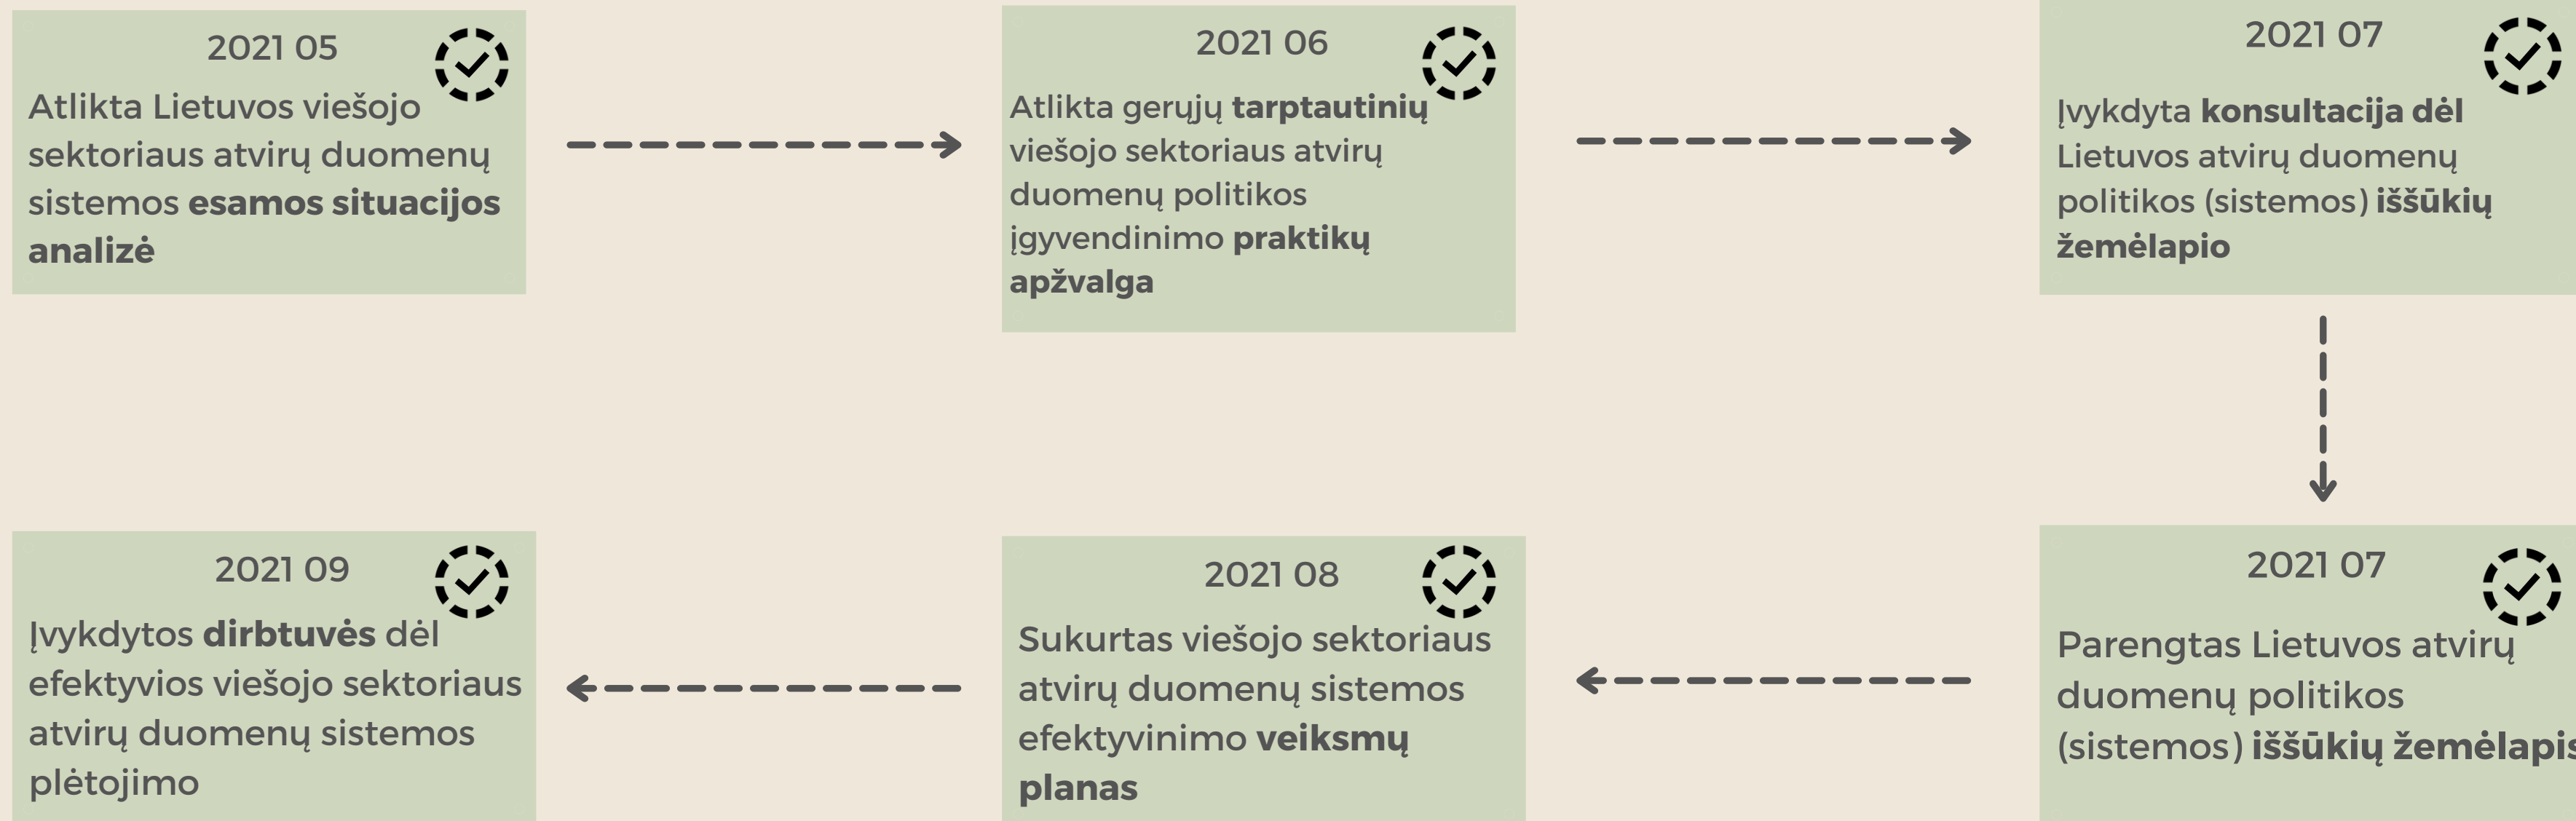 2021 05
Atlikta Lietuvos viešojo
sektoriaus atvirų duomenų
sistemos esamos situacijos
analizė
2021 06
Atlikta gerųjų tarptautinių
viešojo sektoriaus atvirų
duomenų politikos
įgyvendinimo praktikų
apžvalga
2021 07
Įvykdyta konsultacija dėl
Lietuvos atvirų duomenų
politikos (sistemos) iššūkių
žemėlapio
2021 07
Parengtas Lietuvos atvirų
duomenų politikos
(sistemos) iššūkių žemėlapis
2021 08
Sukurtas viešojo sektoriaus
atvirų duomenų sistemos
efektyvinimo veiksmų
planas
2021 09
Įvykdytos dirbtuvės dėl
efektyvios viešojo sektoriaus
atvirų duomenų sistemos
plėtojimo